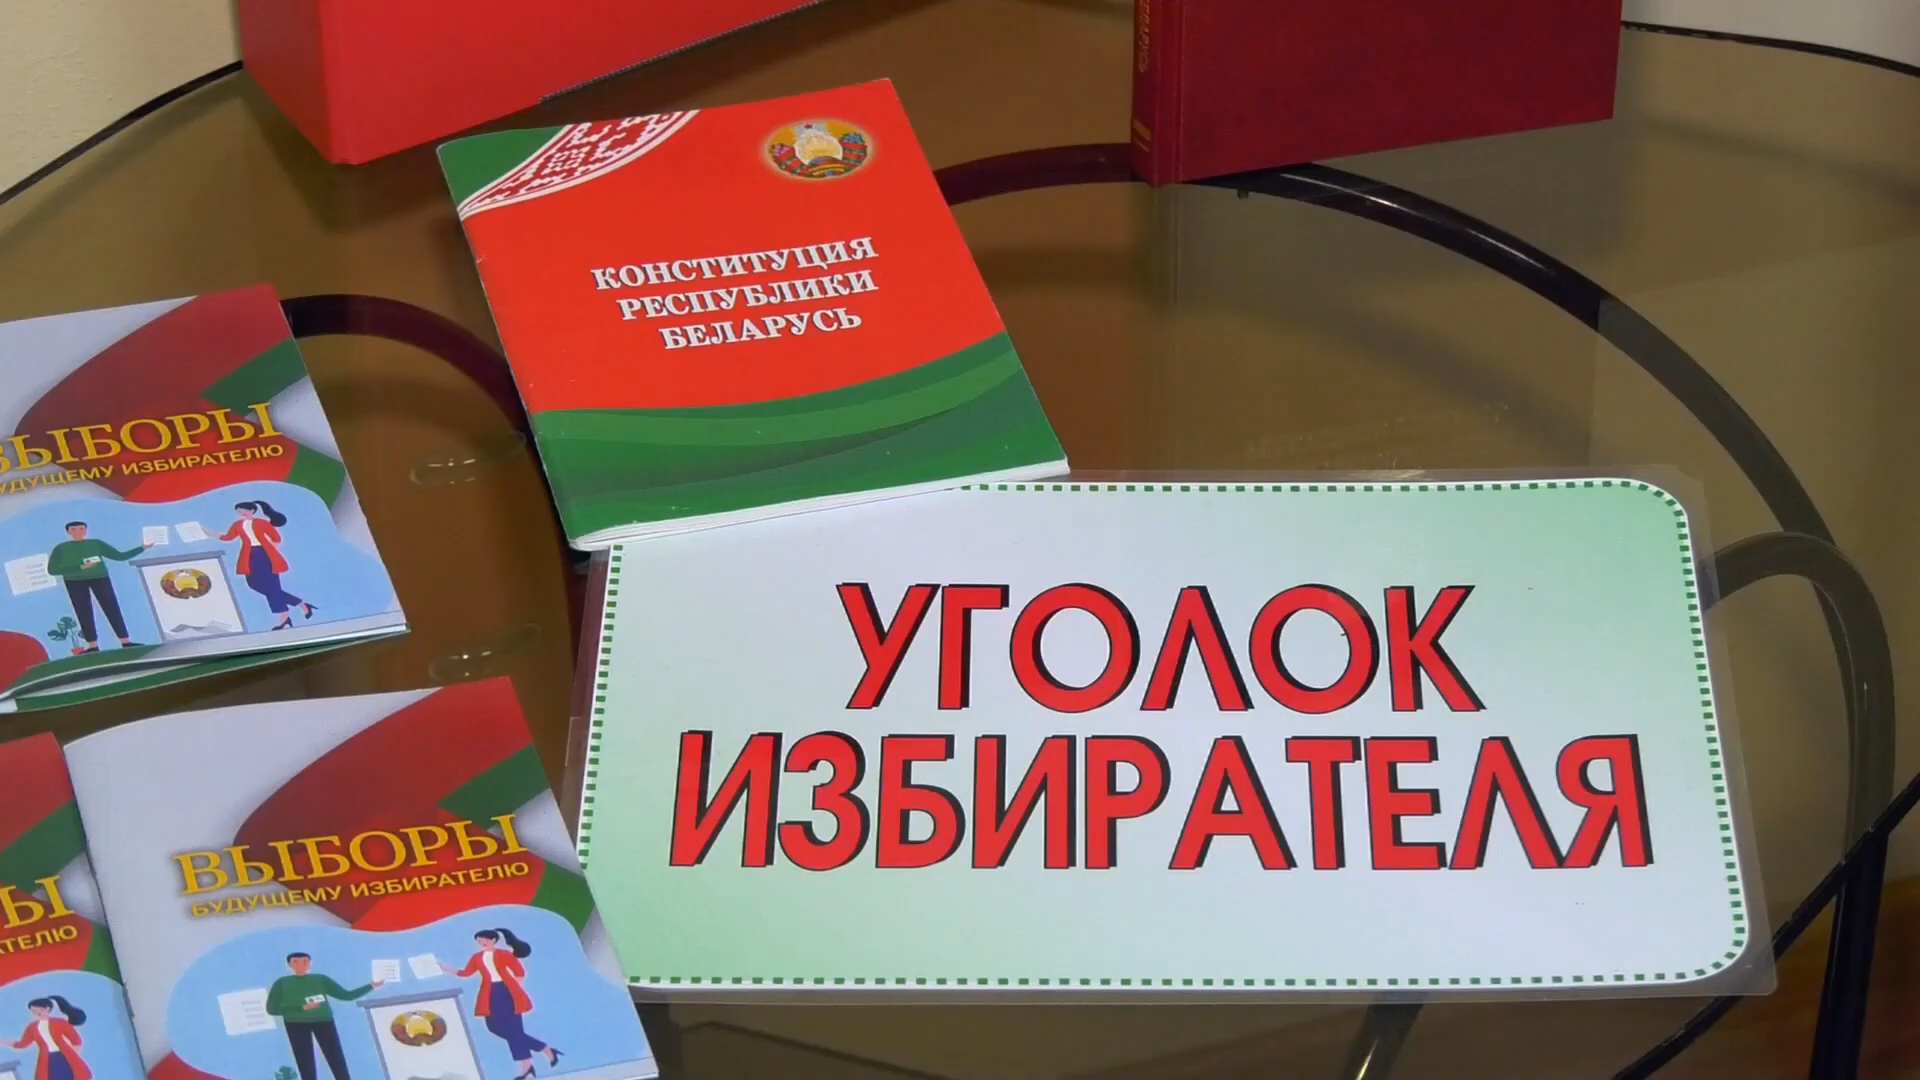 КОНСТИТУЦИЯ
РЕСПУБЛИКИ
БЕЛАРУСЬ
ВЫБОРЫ
БУДУЩЕМУ ИЗБИРАТЕЛЮ
УГОЛОК
ИЗБИРАТЕЛЯ
ВЫБОРЫ
БУДУЩЕМУ ИЗБИРАТЕЛЮ